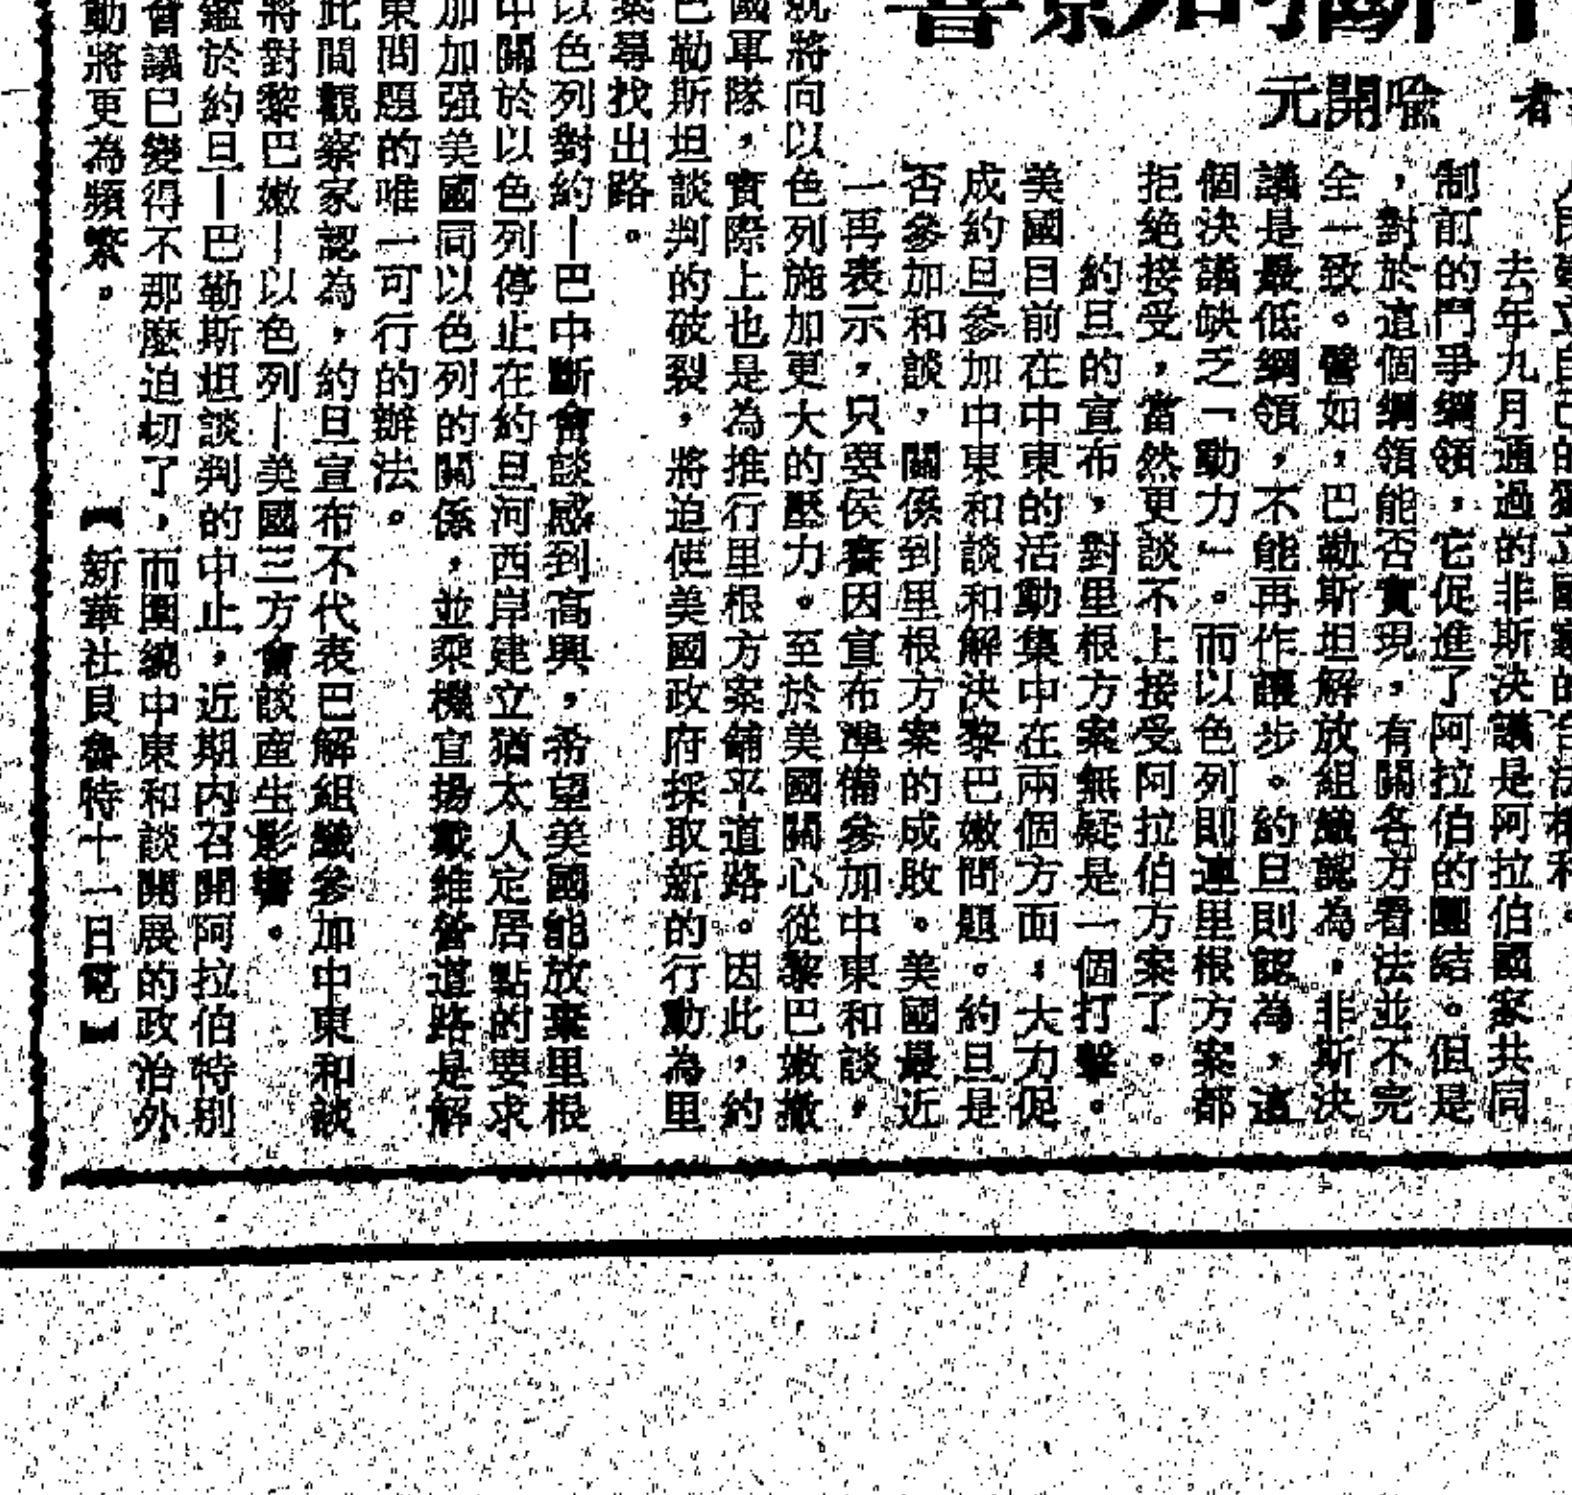 中斷的影響
者 喻開元
人民建立自己的獨立國家的合法權利。
去年九月通過的非斯決議是阿拉伯國家共同
制訂的鬥爭綱領，它促進了阿拉伯的團結。但是
，對於這個綱領能否實現，有關各方看法並不完
全一致。譬如，巴勒斯坦解放組織認為，非斯決
議是最低綱領，不能再作讓步。約旦則認為，這
個決議缺乏「動力」。而以色列則連里根方案都
拒絕接受，當然更談不上接受阿拉伯方案了。
約旦的宣布，對里根方案無疑是一個打擊。
美國目前在中東的活動集中在兩個方面：大力促
成約旦參加中東和談和解決黎巴嫩問題。約旦是
否參加和談，關係到里根方案的成敗。美國最近
一再表示，只要侯賽因宣布準備參加中東和談，
就將向以色列施加更大的壓力。至於美國關心從黎巴嫩撤
國軍隊，實際上也是為推行里根方案鋪平道路。因此，約
巴勒斯坦談判的破裂，將迫使美國政府採取新的行動為里
案尋找出路。
以色列對約—巴中斷會談感到高興，希望美國能放棄里根
中關於以色列停止在約旦河西岸建立猶太人定居點的要求
加加強美國同以色列的關係，並乘機宣揚戴維營道路是解
東問題的唯一可行的辦法。
此間觀察家認為，約旦宣布不代表巴解組織參加中東和談
將對黎巴嫩—以色列—美國三方會談產生影響。
鑑於約旦—巴勒斯坦談判的中止，近期內召開阿拉伯特別
會議已變得不那麼迫切了，而圍繞中東和談開展的政治外
動將更為頻繁。　【新華社貝魯特十一日電】